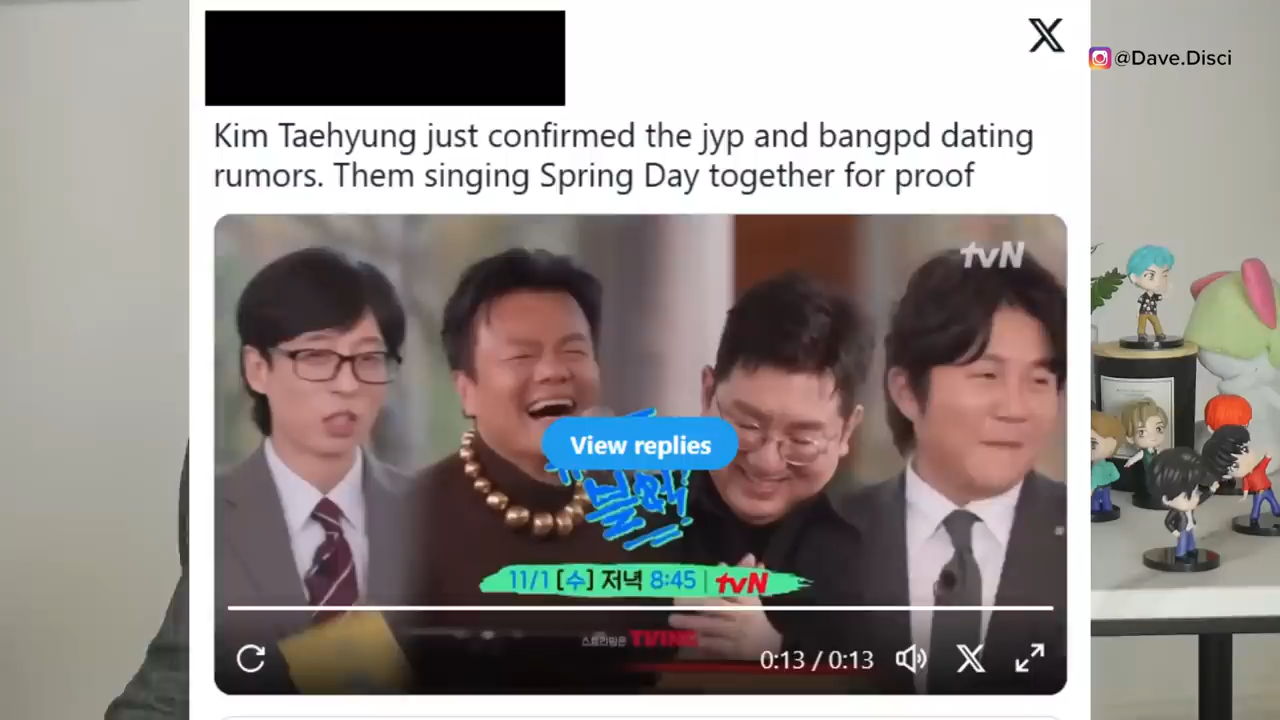 @Dave.Disci
Kim Taehyung just confirmed the jyp and bangpd dating
rumors. Them singing Spring Day together for proof
tvN
View replies
블럭!
11/1 [수] 저녁 8:45 | tvN
스트리밍은 TVING
0:13 / 0:13